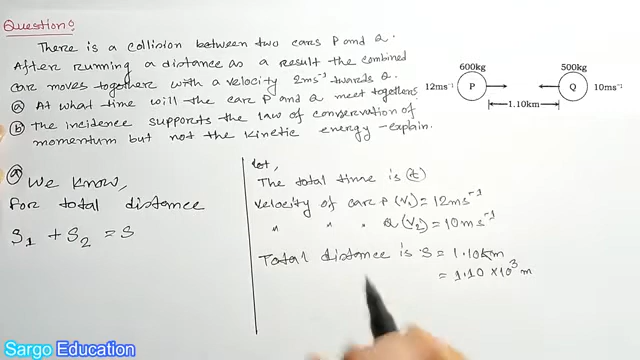 Question:
There is a collision between two cars P and Q.
After running a distance as a result the combined
car moves together with a velocity 2ms⁻¹ towards Q.
ⓐ At what time will the car P and Q meet together.
ⓑ The incidence supports the law of conservation of
momentum but not the kinetic energy - explain.
600kg 500kg
12ms⁻¹ P Q 10ms⁻¹
1.10km
ⓐ We know,
For total distance
S₁ + S₂ = S
let,
The total time is (t)
velocity of car P (v₁) = 12ms⁻¹
" " " Q (v₂) = 10ms⁻¹
Total distance is S = 1.10km
= 1.10 ×10³ m
Sargo Education